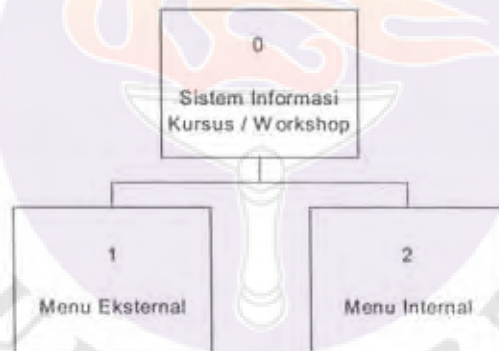 0
Sistem Informasi
Kursus / Workshop
1
Menu Eksternal
2
Menu Internal